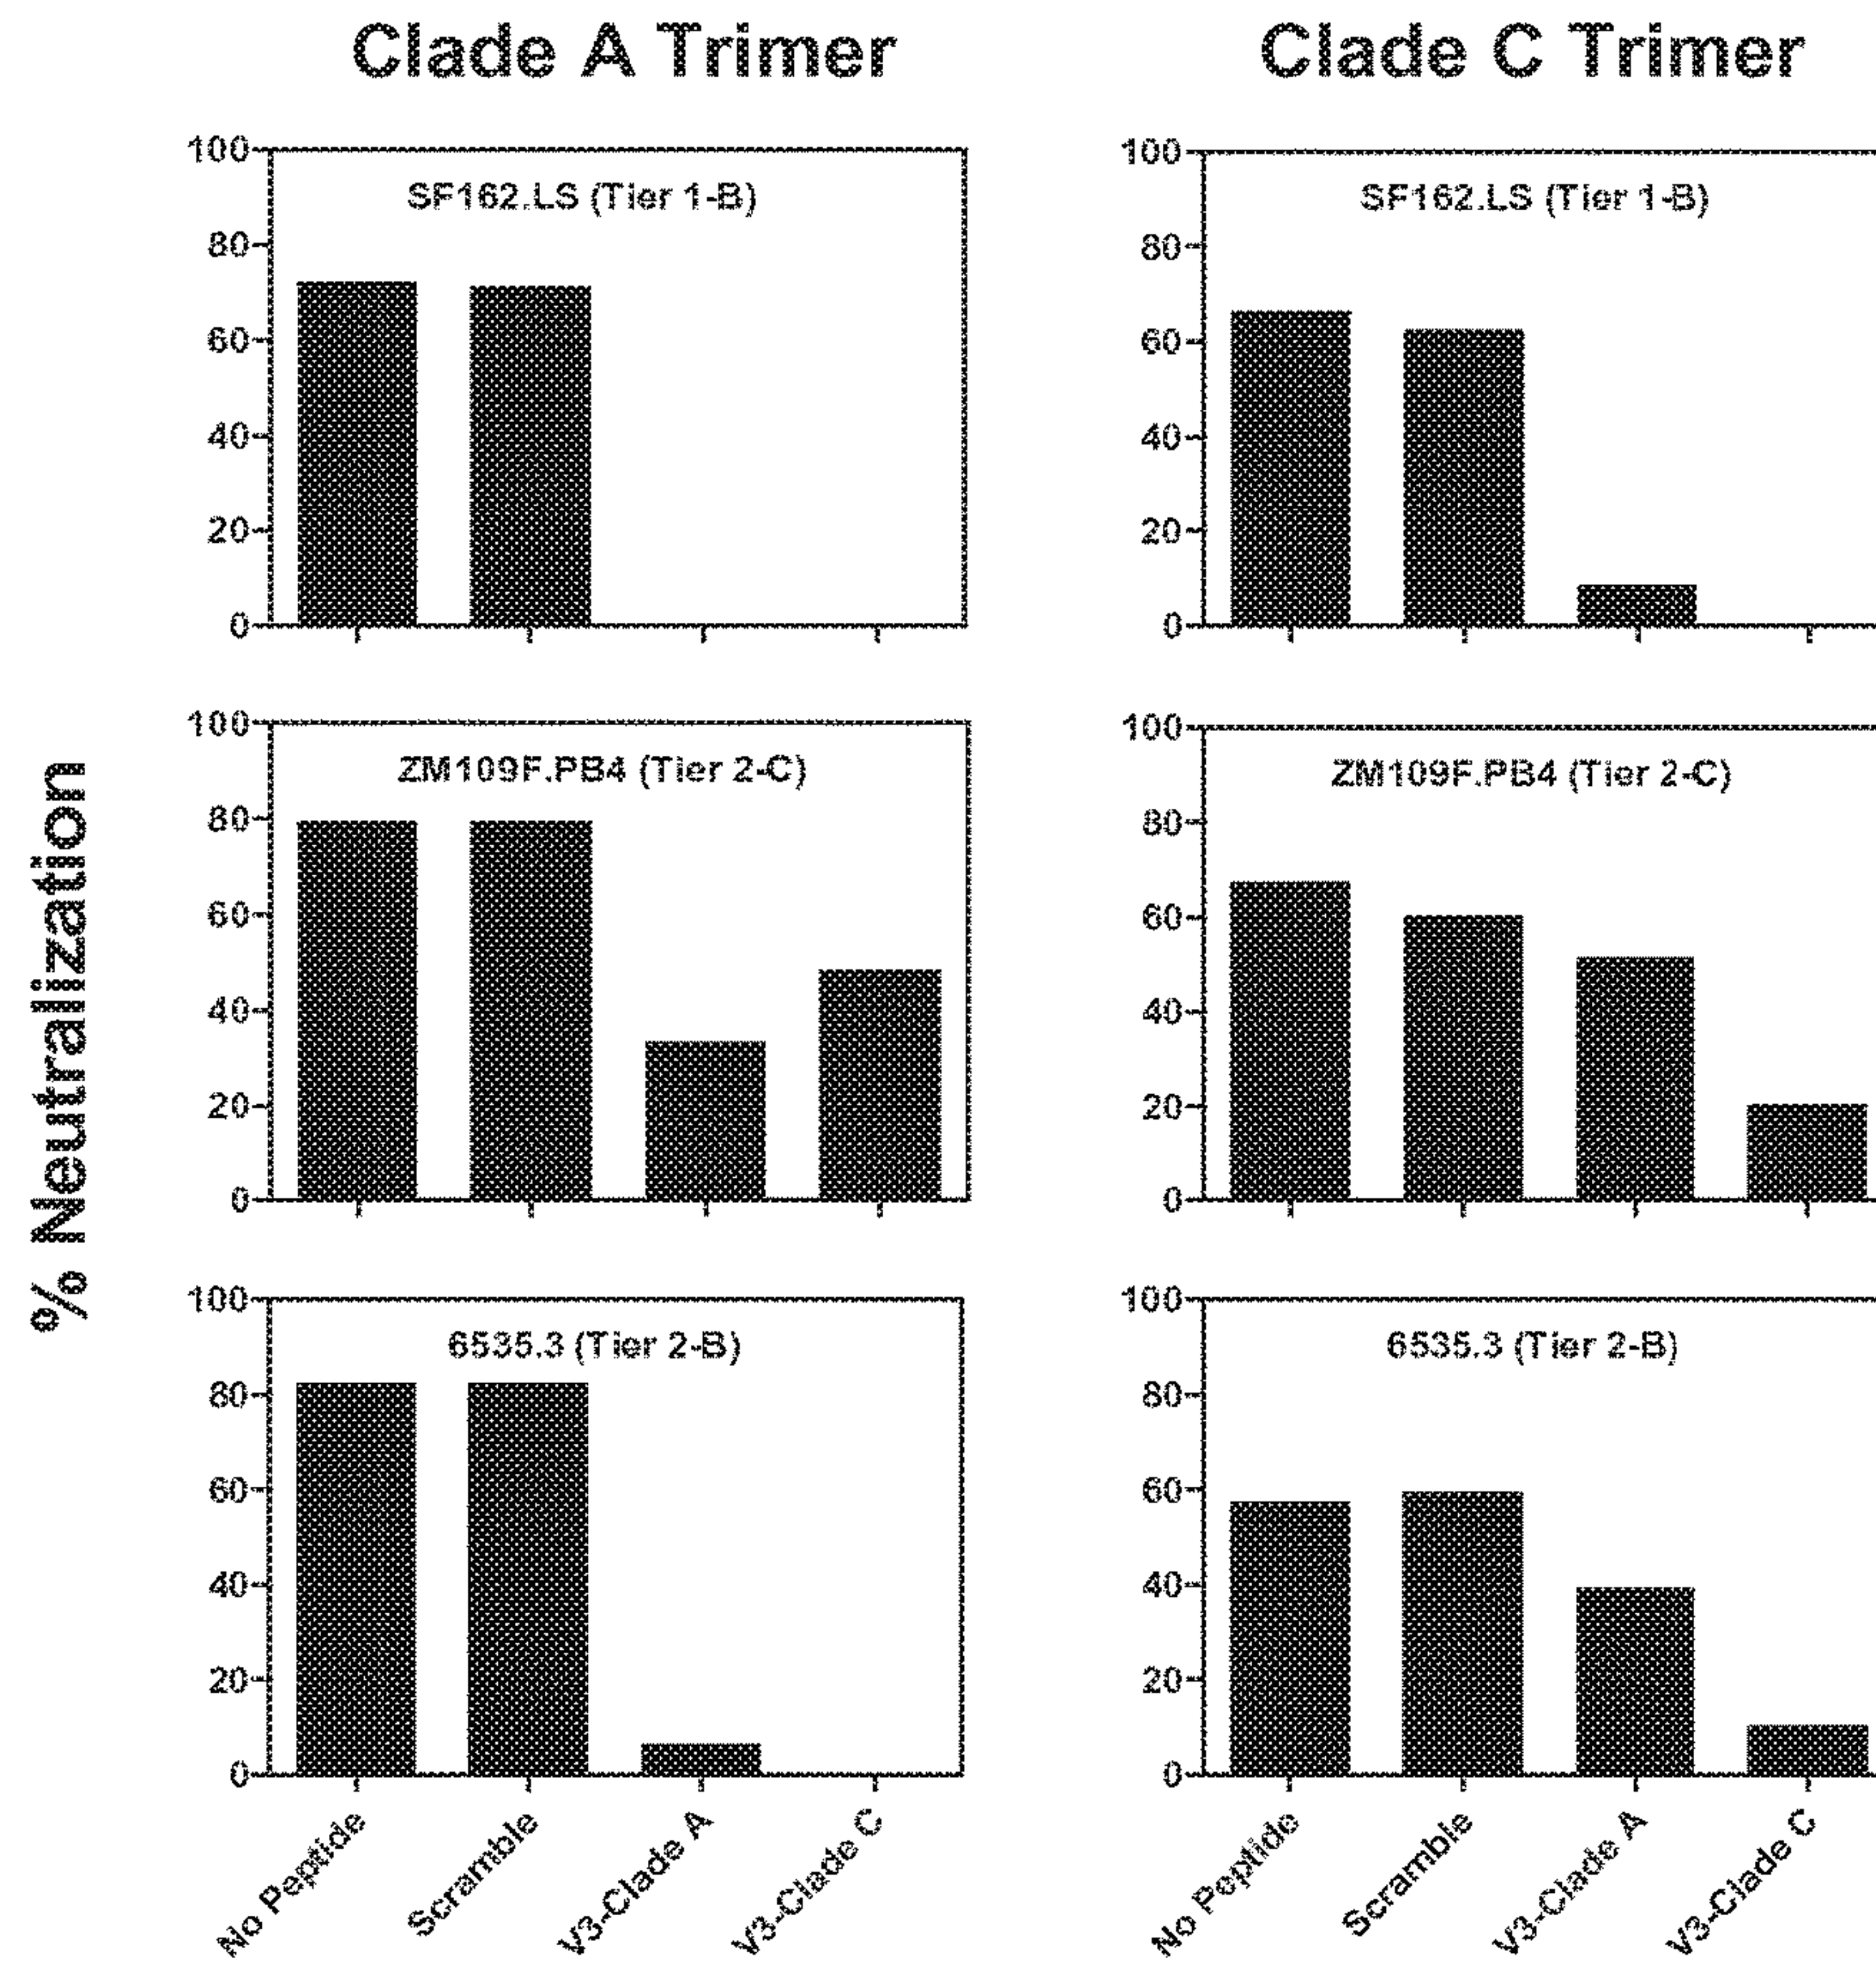 Clade A Trimer
Clade C Trimer
% Neutralization
SF162.LS (Tier 1-B)
100
80
60
40
20
0
SF162.LS (Tier 1-B)
100
80
60
40
20
0
ZM109F.PB4 (Tier 2-C)
100
80
60
40
20
0
ZM109F.PB4 (Tier 2-C)
100
80
60
40
20
0
6535.3 (Tier 2-B)
100
80
60
40
20
0
No Peptide
Scramble
V3-Clade A
V3-Clade C
6535.3 (Tier 2-B)
100
80
60
40
20
0
No Peptide
Scramble
V3-Clade A
V3-Clade C